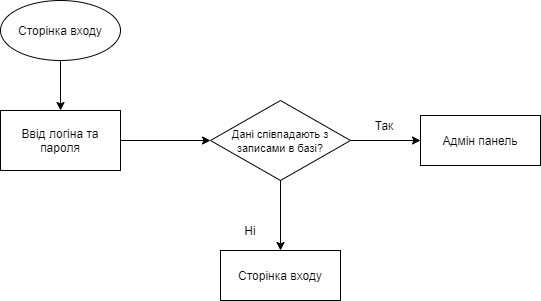 Сторінка входу
Ввід логіна та
пароля
Дані співпадають з
записами в базі?
Так
Адмін панель
Ні
Сторінка входу